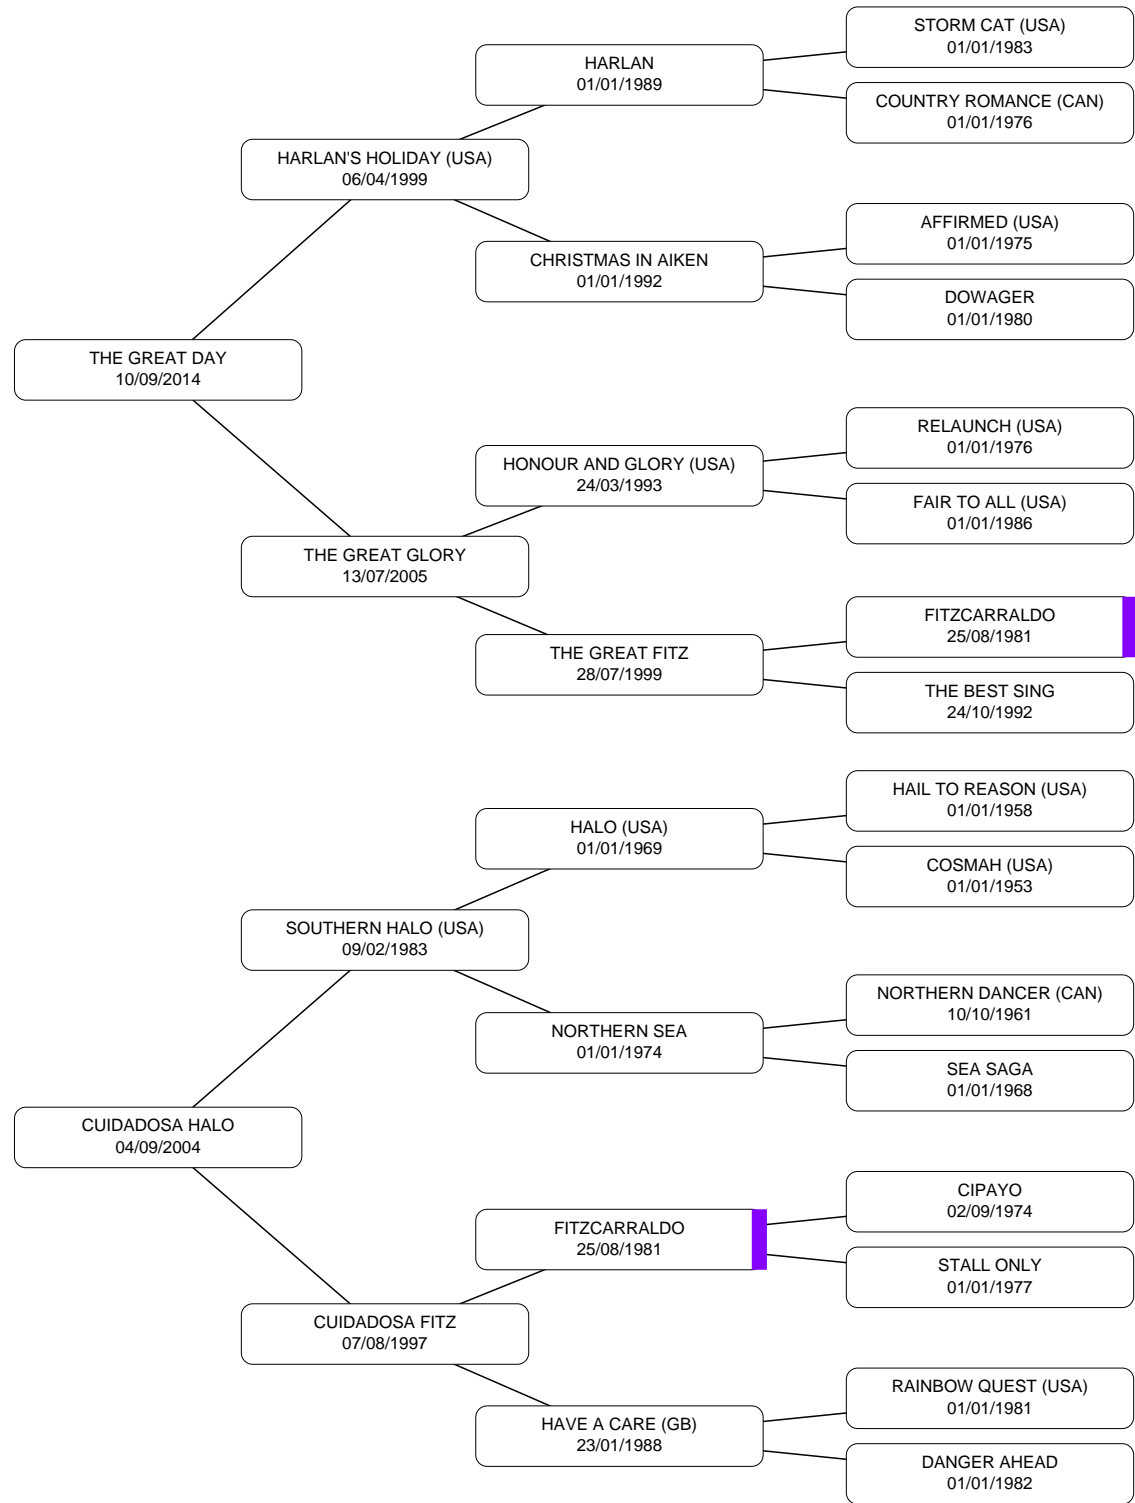 STORM CAT (USA)
01/01/1983
HARLAN
01/01/1989
COUNTRY ROMANCE (CAN)
01/01/1976
HARLAN'S HOLIDAY (USA)
06/04/1999
AFFIRMED (USA)
01/01/1975
CHRISTMAS IN AIKEN
01/01/1992
DOWAGER
01/01/1980
THE GREAT DAY
10/09/2014
RELAUNCH (USA)
01/01/1976
HONOUR AND GLORY (USA)
24/03/1993
FAIR TO ALL (USA)
01/01/1986
THE GREAT GLORY
13/07/2005
FITZCARRALDO
25/08/1981
THE GREAT FITZ
28/07/1999
THE BEST SING
24/10/1992
HAIL TO REASON (USA)
01/01/1958
HALO (USA)
01/01/1969
COSMAH (USA)
01/01/1953
SOUTHERN HALO (USA)
09/02/1983
NORTHERN DANCER (CAN)
10/10/1961
NORTHERN SEA
01/01/1974
SEA SAGA
01/01/1968
CUIDADOSA HALO
04/09/2004
CIPAYO
02/09/1974
FITZCARRALDO
25/08/1981
STALL ONLY
01/01/1977
CUIDADOSA FITZ
07/08/1997
RAINBOW QUEST (USA)
01/01/1981
HAVE A CARE (GB)
23/01/1988
DANGER AHEAD
01/01/1982